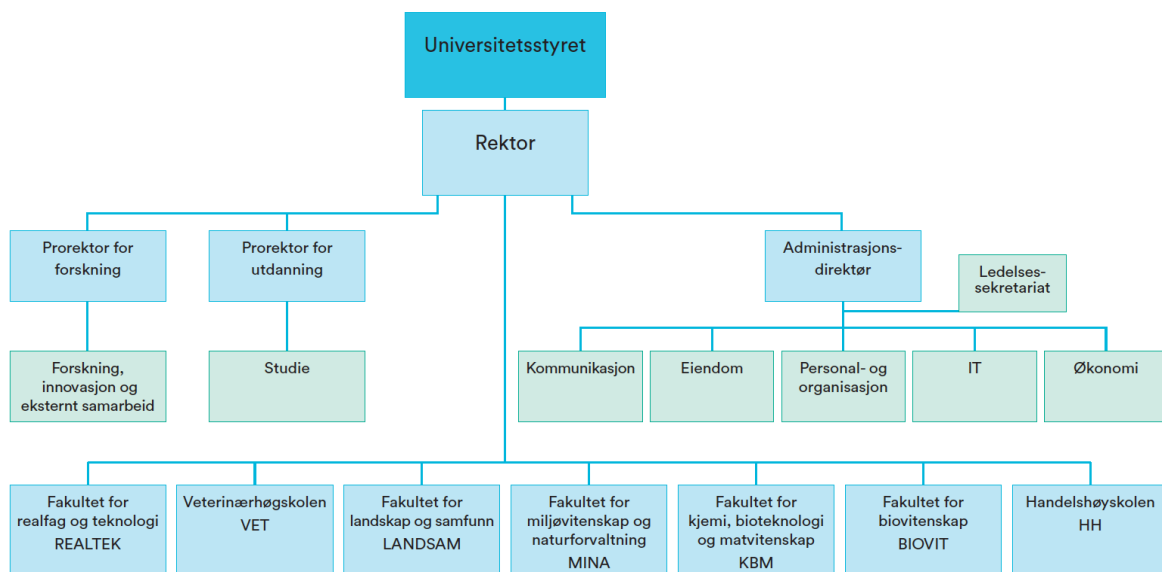 Universitetsstyret
Rektor
Prorektor for
forskning
Prorektor for
utdanning
Administrasjons-
direktør
Ledelses-
sekretariat
Forskning,
innovasjon og
eksternt samarbeid
Studie
Kommunikasjon
Eiendom
Personal- og
organisasjon
IT
Økonomi
Fakultet for
realfag og teknologi
REALTEK
Veterinærhøgskolen
VET
Fakultet for
landskap og samfunn
LANDSAM
Fakultet for
miljøvitenskap og
naturforvaltning
MINA
Fakultet for
kjemi, bioteknologi
og matvitenskap
KBM
Fakultet for
biovitenskap
BIOVIT
Handelshøyskolen
HH